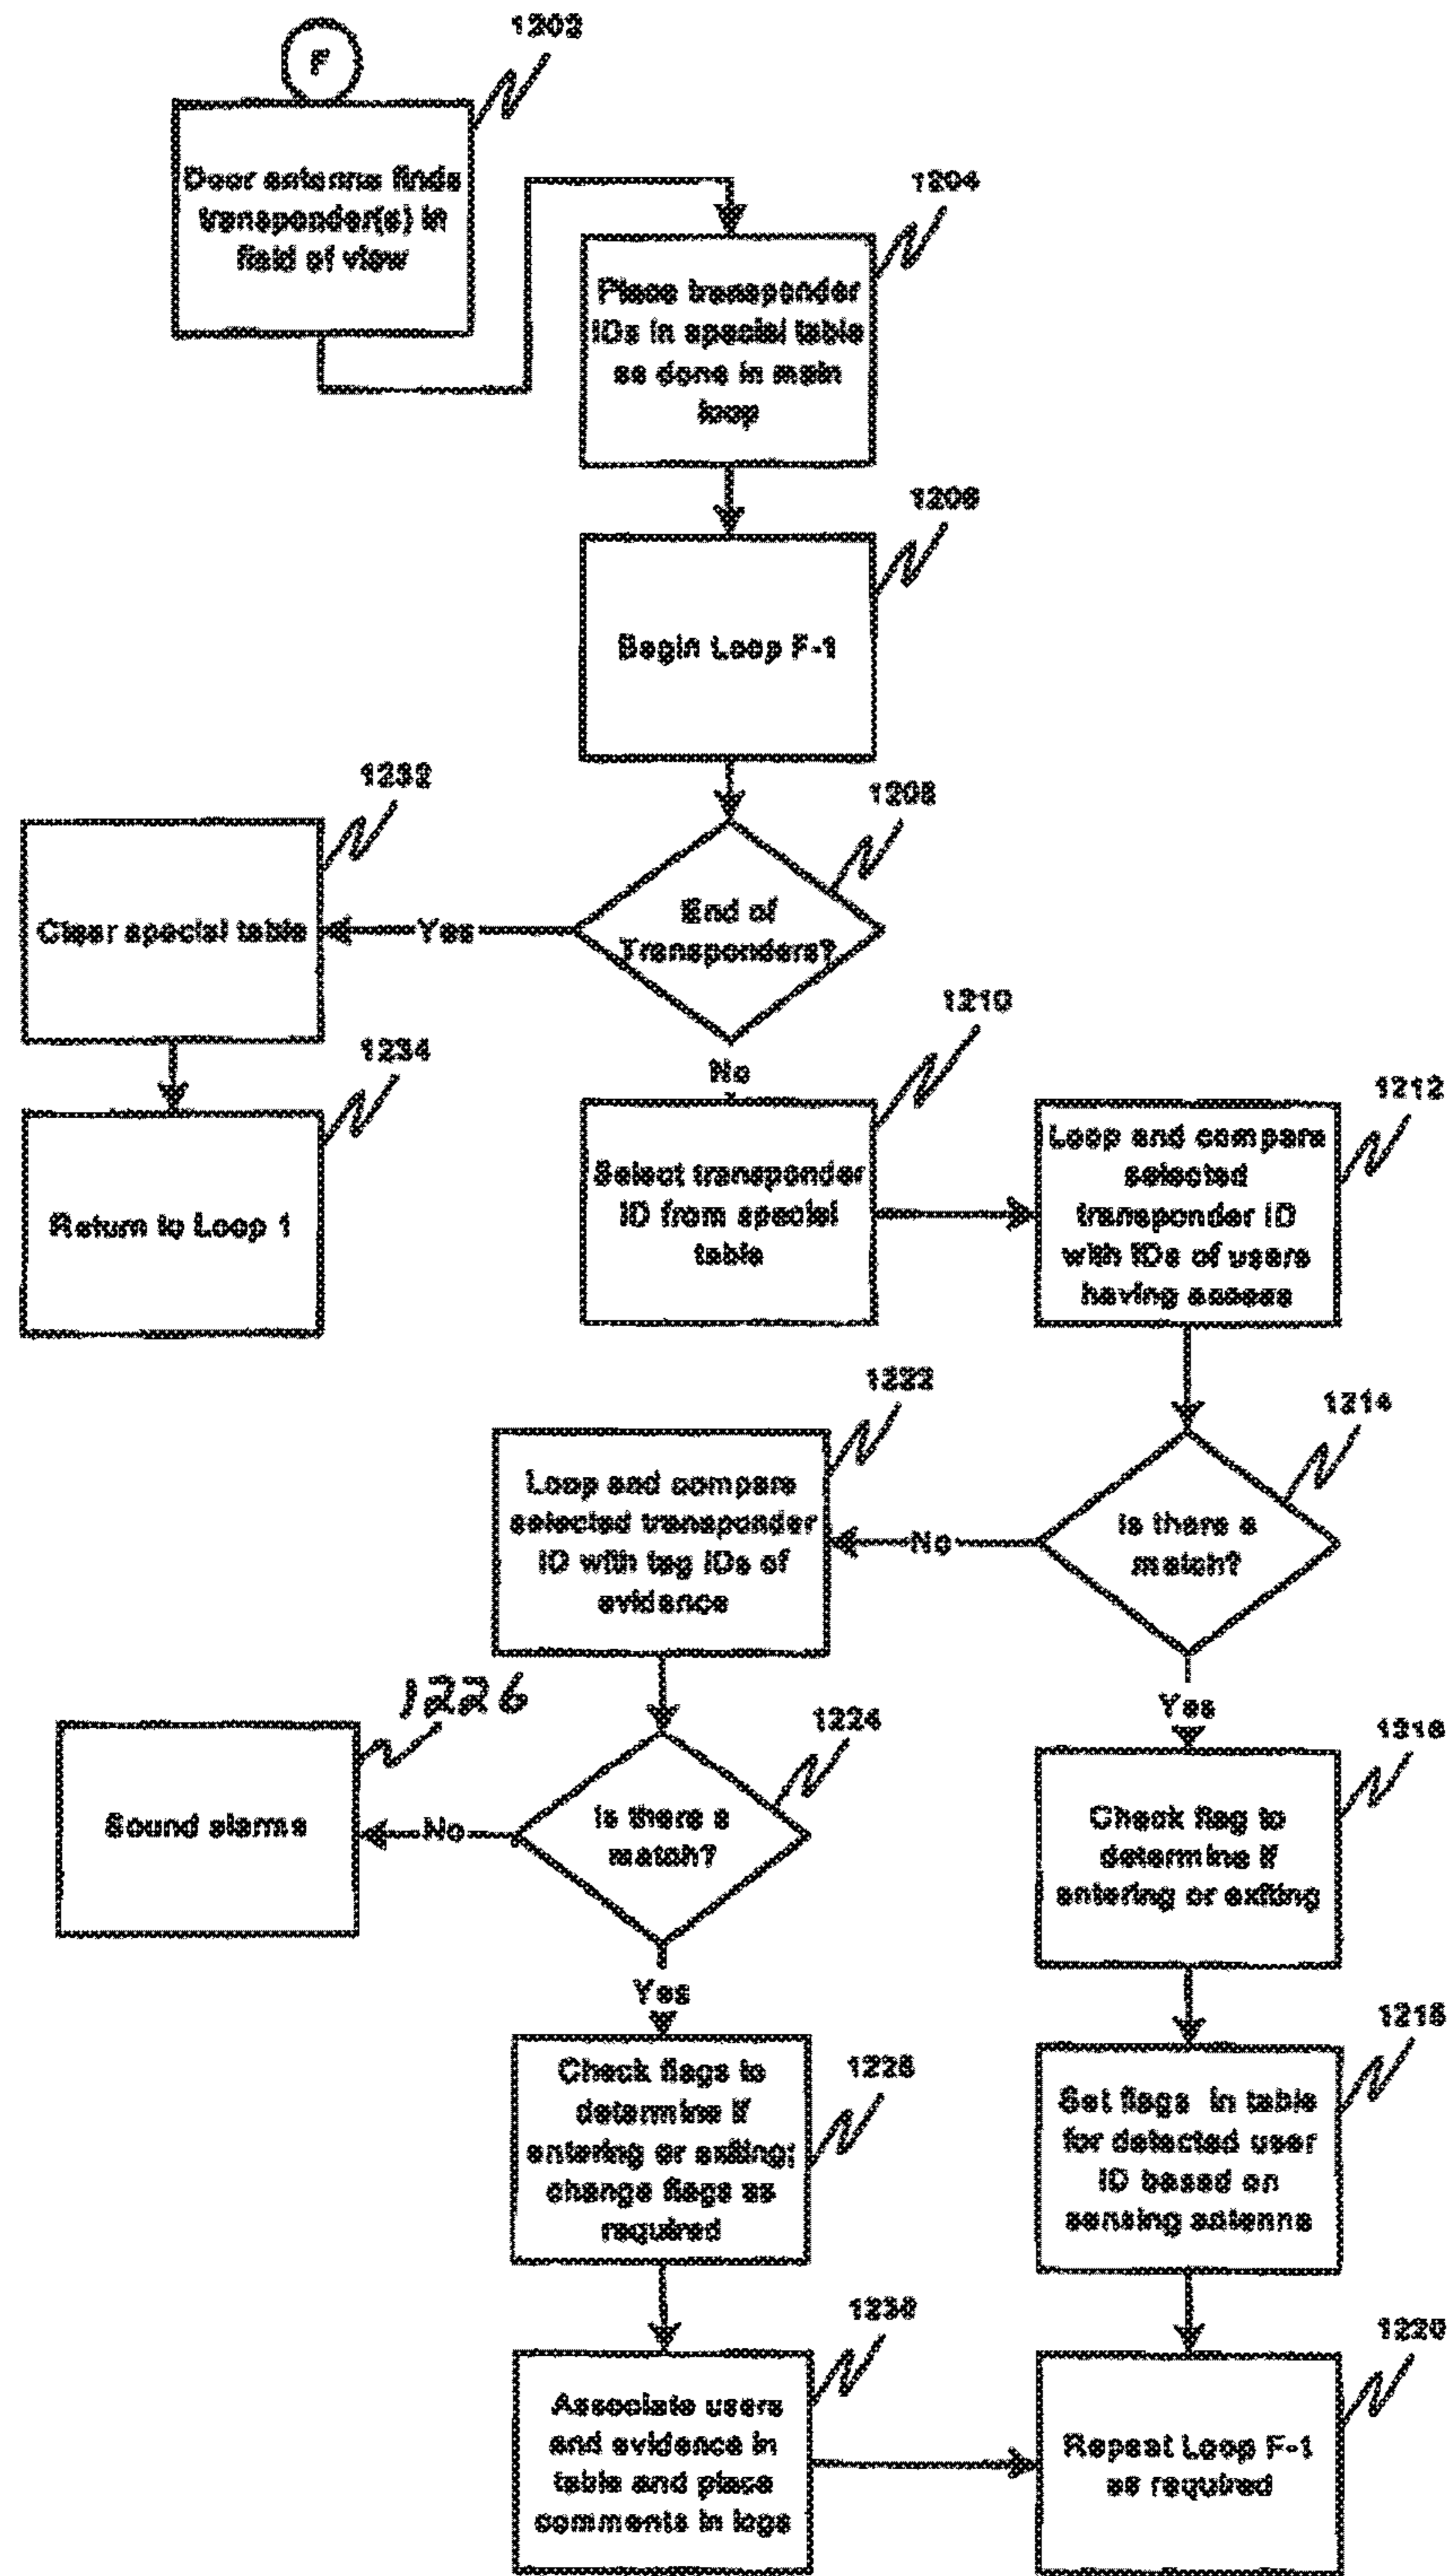 F
1202
Door antenna finds
transponder(s) in
field of view
1204
Place transponder
IDs in special table
as done in main
loop
1206
Begin Loop F-1
1208
End of
Transponders?
Yes
1232
Clear special table
1234
Return to Loop 1
No
1210
Select transponder
ID from special
table
1212
Loop and compare
selected
transponder ID
with IDs of users
having access
1214
Is there a
match?
No
1222
Loop and compare
selected transponder
ID with tag IDs of
evidence
1224
Is there a
match?
No
1226
Sound alarms
Yes
1216
Check flag to
determine if
entering or exiting
1218
Set flags in table
for detected user
ID based on
sensing antenna
Yes
1228
Check flags to
determine if
entering or exiting;
change flags as
required
1230
Associate users
and evidence in
table and place
comments in logs
1220
Repeat Loop F-1
as required